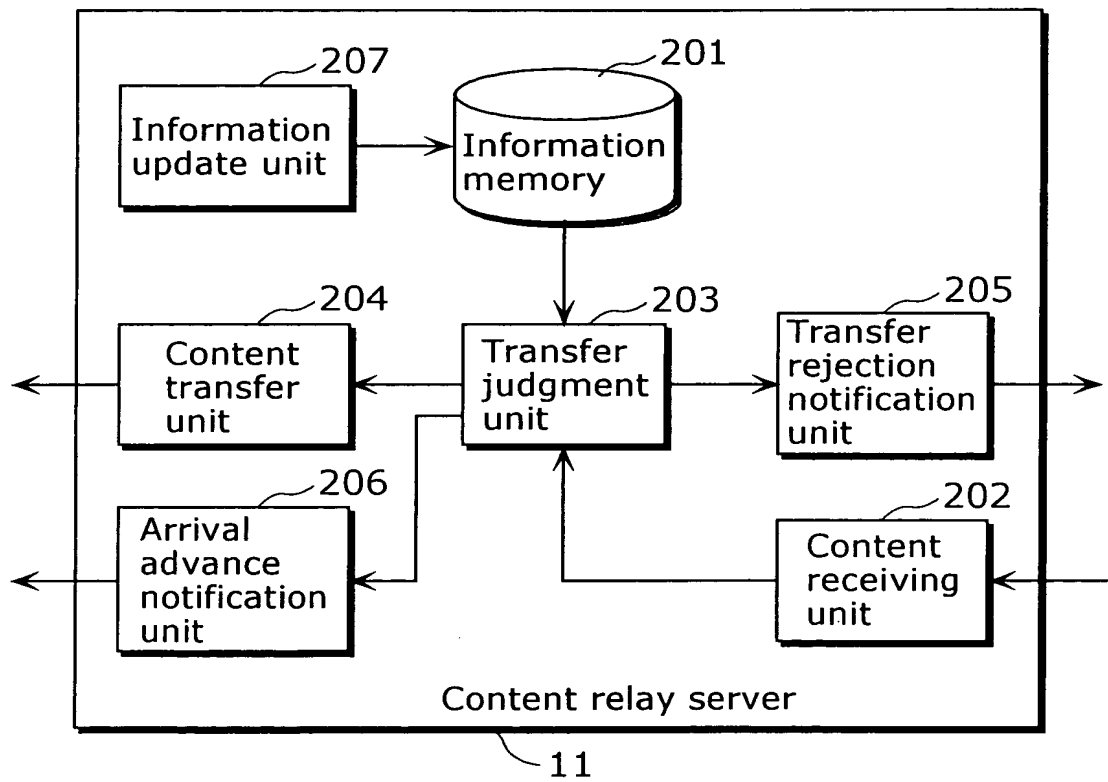 207
Information
update unit
201
Information
memory
204
Content
transfer
unit
203
Transfer
judgment
unit
205
Transfer
rejection
notification
unit
206
Arrival
advance
notification
unit
202
Content
receiving
unit
Content relay server
11